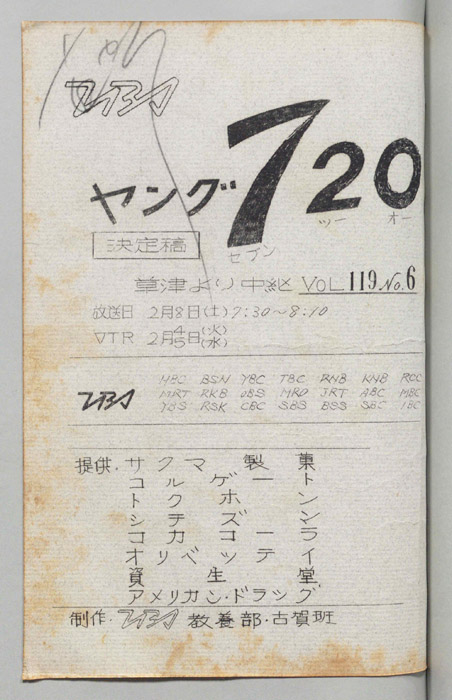 TBS
ヤング720
セブン ツー オー
決定稿
草津より中継 VOL 119 No.6
放送日 2月8日(土)7:30~8:10
VTR 2月4日(火)5日(水)
TBS
HBC BSN YBC TBC RNB KNB RCC
MRT RKB OBS MRO JRT ABC MBC
YBS RSK CBC SBS BSS SBC IBC
提供・サクマ製菓
コルゲート
トクホン
シチズン
コカコーラ
オリベッティ
資生堂
アメリカン・ドラッグ
制作・TBS 教養部・古賀班